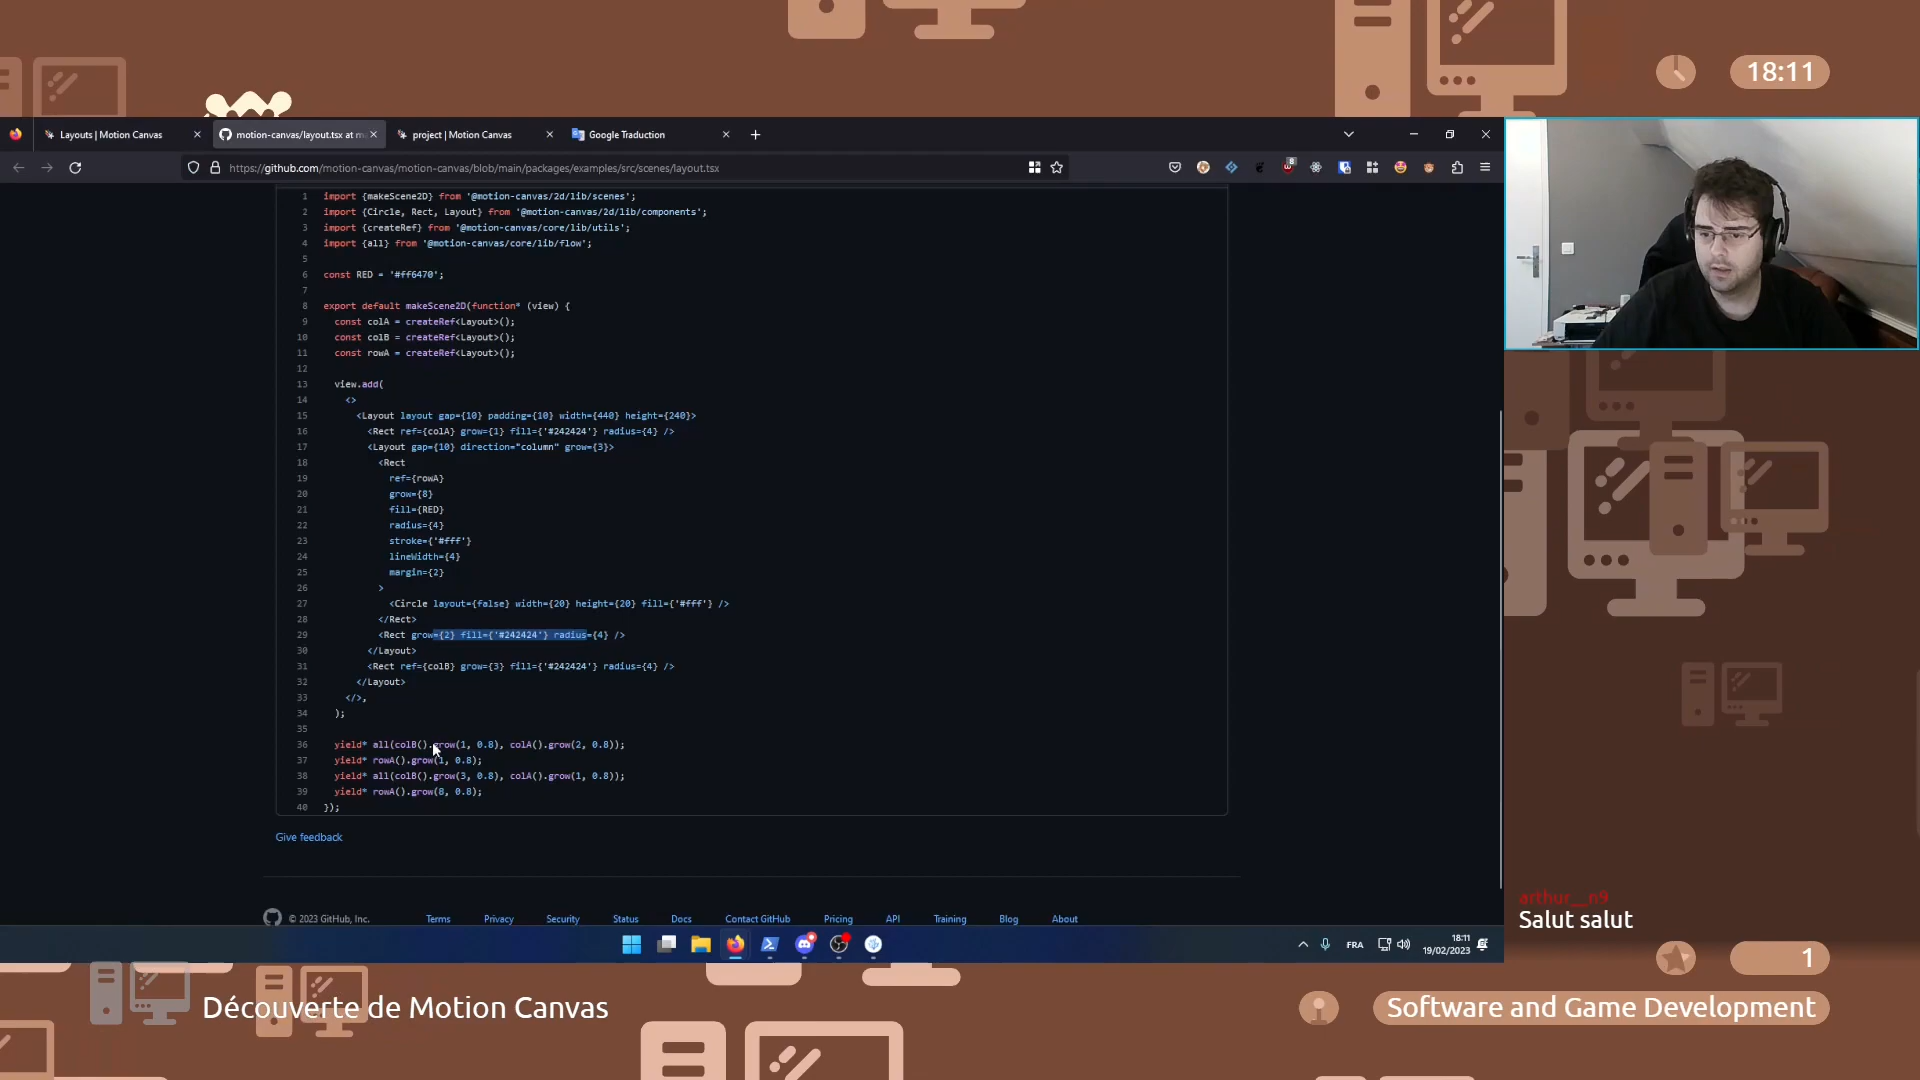 18:11
Layouts | Motion Canvas
motion-canvas/layout.tsx at m
project | Motion Canvas
Google Traduction
https://github.com/motion-canvas/motion-canvas/blob/main/packages/examples/src/scenes/layout.tsx
8
1 import {makeScene2D} from '@motion-canvas/2d/lib/scenes';
2 import {Circle, Rect, Layout} from '@motion-canvas/2d/lib/components';
3 import {createRef} from '@motion-canvas/core/lib/utils';
4 import {all} from '@motion-canvas/core/lib/flow';
5
6 const RED = '#ff6470';
7
8 export default makeScene2D(function* (view) {
9 const colA = createRef<Layout>();
10 const colB = createRef<Layout>();
11 const rowA = createRef<Layout>();
12
13 view.add(
14 <>
15 <Layout layout gap={10} padding={10} width={440} height={240}>
16 <Rect ref={colA} grow={1} fill={'#242424'} radius={4} />
17 <Layout gap={10} direction="column" grow={3}>
18 <Rect
19 ref={rowA}
20 grow={8}
21 fill={RED}
22 radius={4}
23 stroke={'#fff'}
24 lineWidth={4}
25 margin={2}
26 >
27 <Circle layout={false} width={20} height={20} fill={'#fff'} />
28 </Rect>
29 <Rect grow={2} fill={'#242424'} radius={4} />
30 </Layout>
31 <Rect ref={colB} grow={3} fill={'#242424'} radius={4} />
32 </Layout>
33 </>,
34 );
35
36 yield* all(colB().grow(1, 0.8), colA().grow(2, 0.8));
37 yield* rowA().grow(1, 0.8);
38 yield* all(colB().grow(3, 0.8), colA().grow(1, 0.8));
39 yield* rowA().grow(8, 0.8);
40 });
Give feedback
© 2023 GitHub, Inc. Terms Privacy Security Status Docs Contact GitHub Pricing API Training Blog About
FRA
18:11
19/02/2023
arthur__n9
Salut salut
1
Découverte de Motion Canvas
Software and Game Development